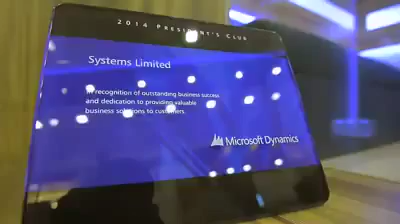 2014 PRESIDENT'S CLUB
Systems Limited
In recognition of outstanding business success
and dedication to providing valuable
business solutions to customers.
Microsoft Dynamics